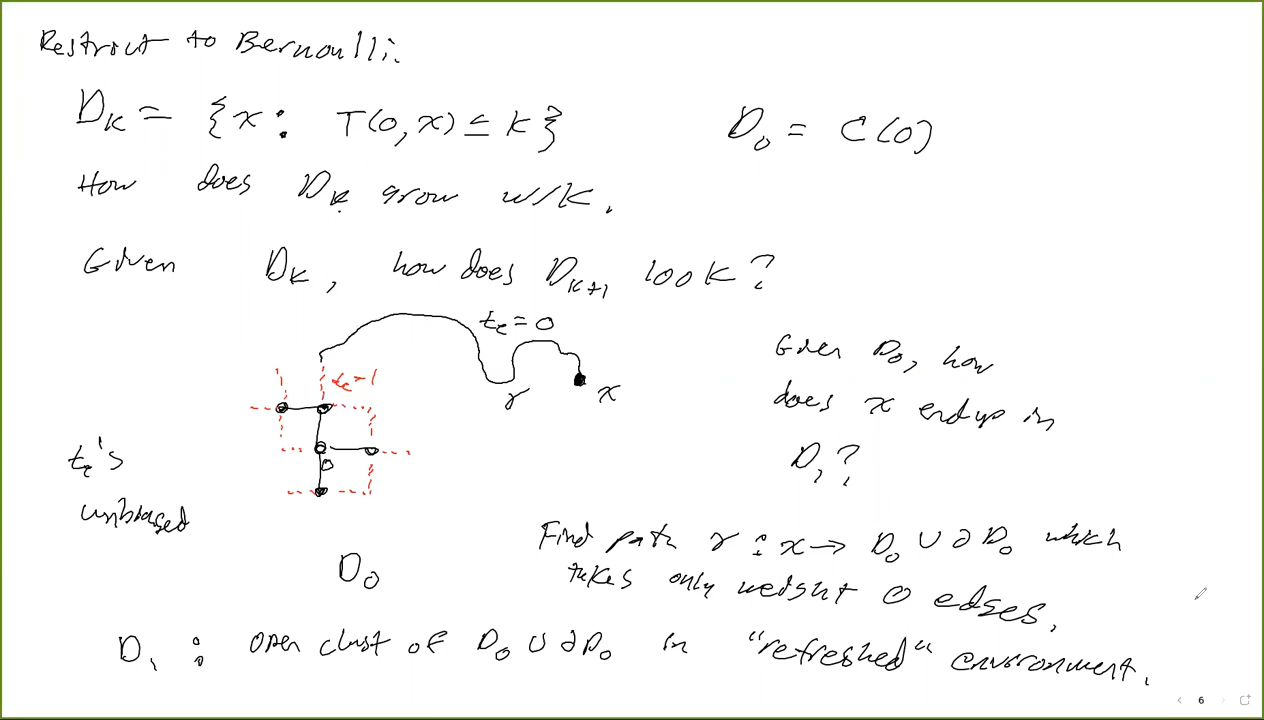 Restrict to Bernoulli.
D_k = {x: T(0,x) ≤ k} D_0 = C(0)
How does D_k grow w/k.
Given D_k, how does D_{k+1} look?
t_e = 0
t_e=1
γ
x
0
Given D_0, how
does x end up in
D_1?
t_e's
unbiased
D_0
Find path γ : x → D_0 ∪ ∂D_0 which
takes only weight 0 edges.
D_1 : open clust of D_0 ∪ ∂D_0 in "refreshed" environment.
6